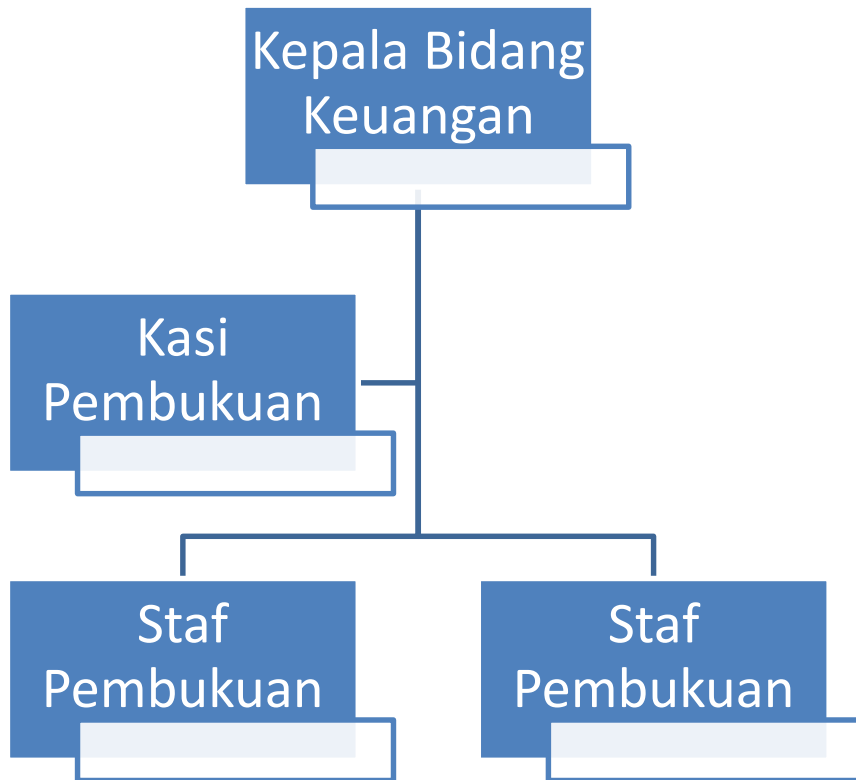 Kepala Bidang
Keuangan
Kasi
Pembukuan
Staf
Pembukuan
Staf
Pembukuan